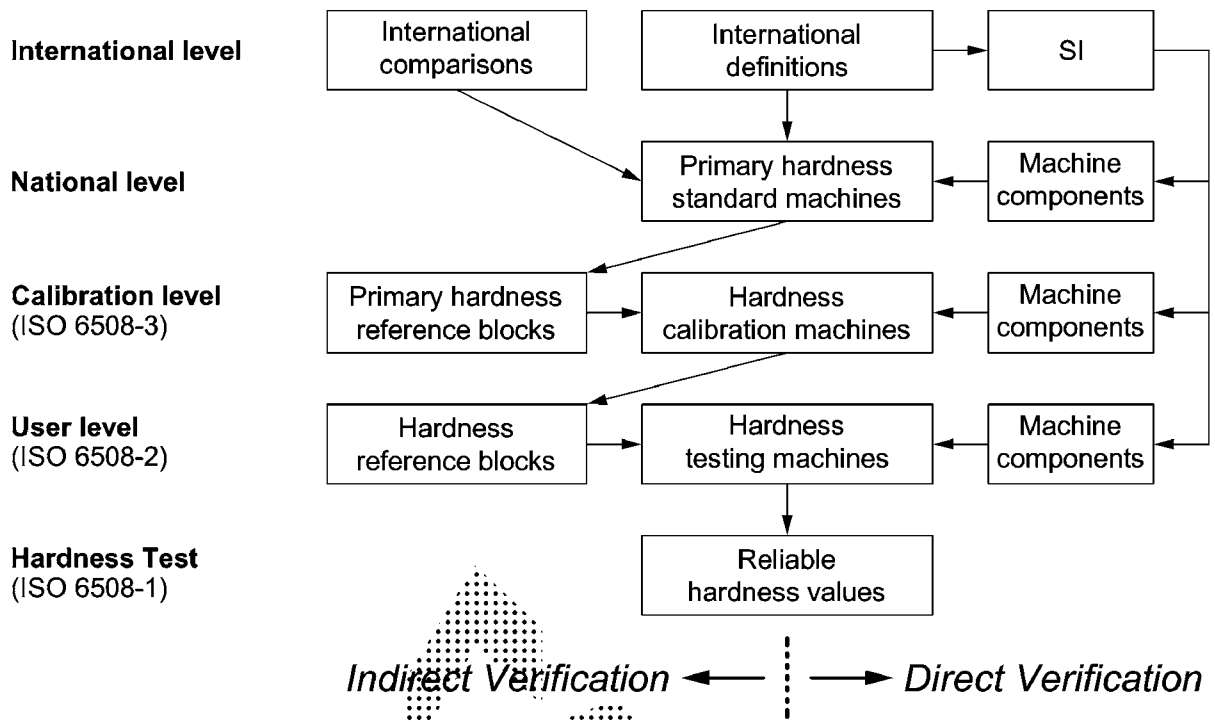 International level
International
comparisons
International
definitions
SI
National level
Primary hardness
standard machines
Machine
components
Calibration level
(ISO 6508-3)
Primary hardness
reference blocks
Hardness
calibration machines
Machine
components
User level
(ISO 6508-2)
Hardness
reference blocks
Hardness
testing machines
Machine
components
Hardness Test
(ISO 6508-1)
Reliable
hardness values
Indirect Verification
Direct Verification